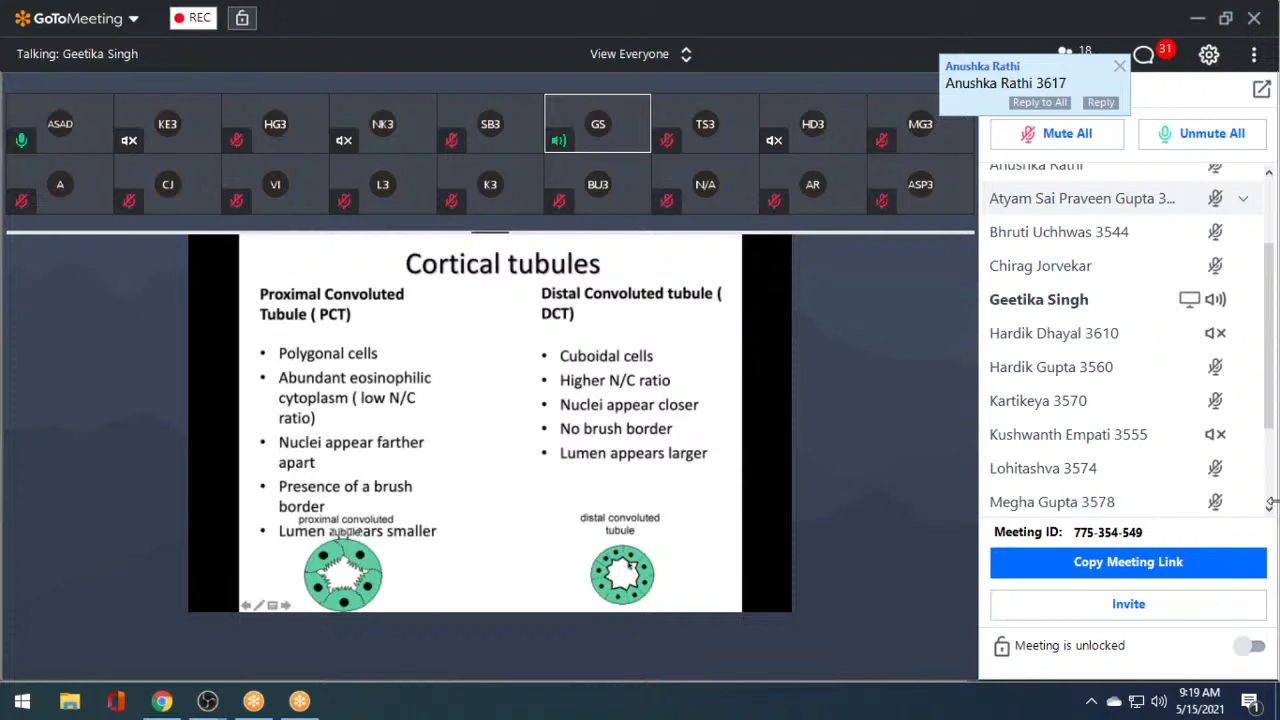 GoToMeeting
REC
Talking: Geetika Singh
View Everyone
18
31
Anushka Rathi
Anushka Rathi 3617
Reply to All
Reply
ASAD
KE3
HG3
NK3
SB3
GS
TS3
HD3
MG3
A
CJ
VI
L3
K3
BU3
N/A
AR
ASP3
Mute All
Unmute All
Anushka Rathi
Atyam Sai Praveen Gupta 3...
Bhruti Uchhwas 3544
Chirag Jorvekar
Geetika Singh
Hardik Dhayal 3610
Hardik Gupta 3560
Kartikeya 3570
Kushwanth Empati 3555
Lohitashva 3574
Megha Gupta 3578
Meeting ID: 775-354-549
Copy Meeting Link
Invite
Meeting is unlocked
Cortical tubules
Proximal Convoluted
Tubule ( PCT)
• Polygonal cells
• Abundant eosinophilic
cytoplasm ( low N/C
ratio)
• Nuclei appear farther
apart
• Presence of a brush
border
• Lumen appears smaller
proximal convoluted
tubule
Distal Convoluted tubule (
DCT)
• Cuboidal cells
• Higher N/C ratio
• Nuclei appear closer
• No brush border
• Lumen appears larger
distal convoluted
tubule
9:19 AM
5/15/2021
1